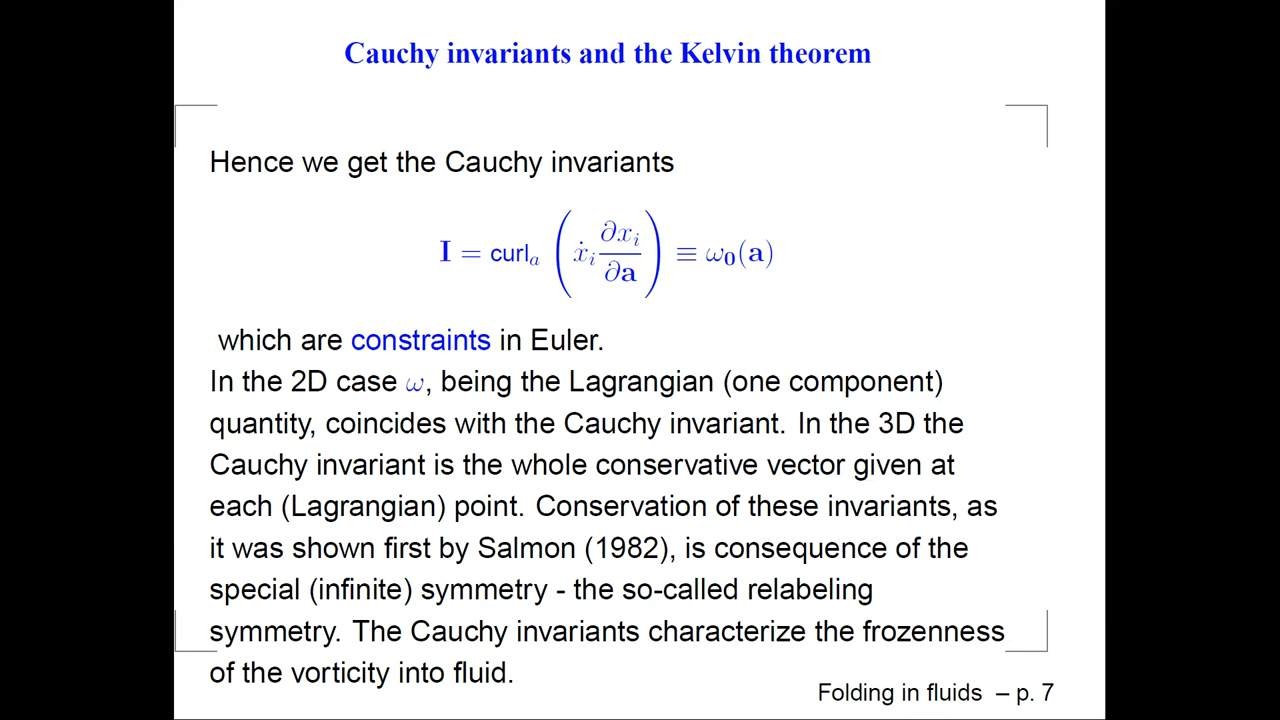 Cauchy invariants and the Kelvin theorem
Hence we get the Cauchy invariants
I = curlₐ ( ẋᵢ ∂xᵢ/∂a ) ≡ ω₀(a)
which are constraints in Euler.
In the 2D case ω, being the Lagrangian (one component)
quantity, coincides with the Cauchy invariant. In the 3D the
Cauchy invariant is the whole conservative vector given at
each (Lagrangian) point. Conservation of these invariants, as
it was shown first by Salmon (1982), is consequence of the
special (infinite) symmetry - the so-called relabeling
symmetry. The Cauchy invariants characterize the frozenness
of the vorticity into fluid.
Folding in fluids – p. 7